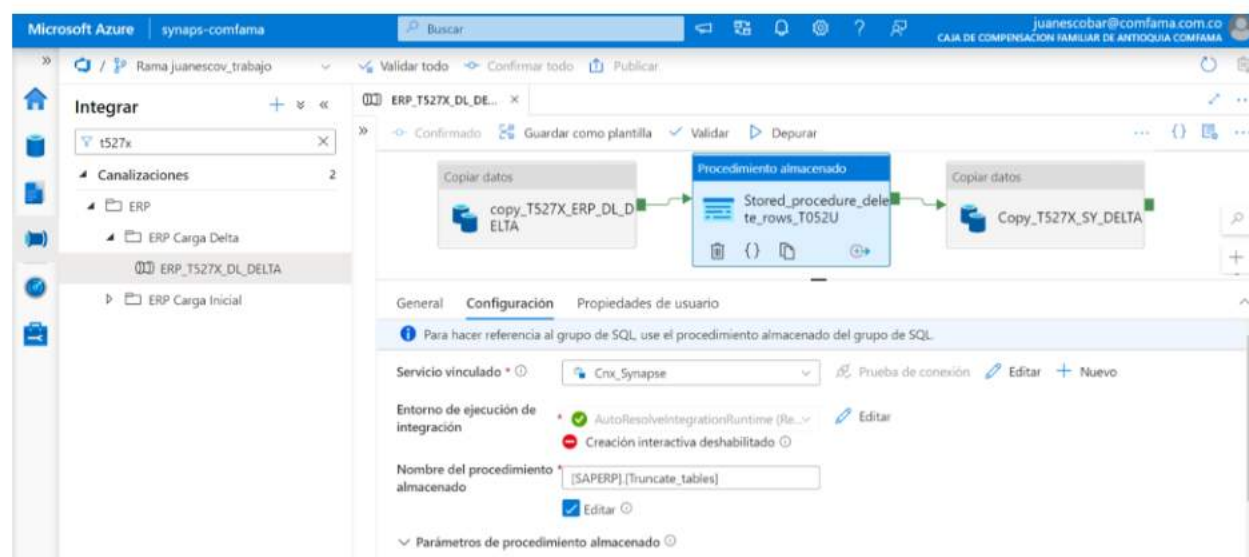 Microsoft Azure synaps-comfama Buscar juanescobar@comfama.com.co
CAJA DE COMPENSACION FAMILIAR DE ANTIOQUIA COMFAMA
/ Rama juanescov_trabajo Validar todo Confirmar todo Publicar
Integrar
ERP_T527X_DL_DE...
t527x
Confirmado Guardar como plantilla Validar Depurar
Canalizaciones 2
ERP
ERP Carga Delta
ERP_T527X_DL_DELTA
ERP Carga Inicial
Copiar datos
copy_T527X_ERP_DL_D
ELTA
Procedimiento almacenado
Stored_procedure_dele
te_rows_T052U
Copiar datos
Copy_T527X_SY_DELTA
General Configuración Propiedades de usuario
Para hacer referencia al grupo de SQL, use el procedimiento almacenado del grupo de SQL.
Servicio vinculado * Cnx_Synapse Prueba de conexión Editar + Nuevo
Entorno de ejecución de
integración
* AutoResolveIntegrationRuntime (Re... Editar
Creación interactiva deshabilitado
Nombre del procedimiento *
almacenado
[SAPERP].[Truncate_tables]
Editar
Parámetros de procedimiento almacenado